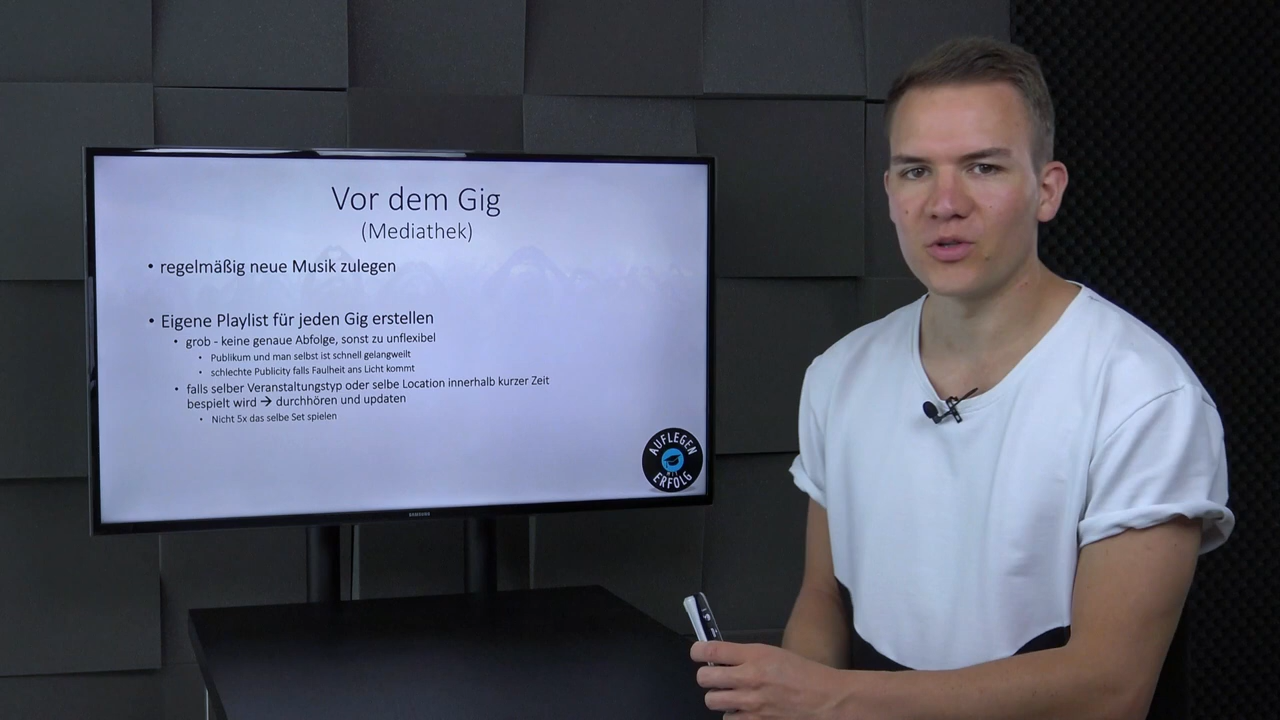 Vor dem Gig
(Mediathek)
• regelmäßig neue Musik zulegen
• Eigene Playlist für jeden Gig erstellen
• grob - keine genaue Abfolge, sonst zu unflexibel
• Publikum und man selbst ist schnell gelangweilt
• schlechte Publicity falls Faulheit ans Licht kommt
• falls selber Veranstaltungstyp oder selbe Location innerhalb kurzer Zeit
bespielt wird → durchhören und updaten
• Nicht 5x das selbe Set spielen
AUFLEGEN
MIT
ERFOLG
SAMSUNG